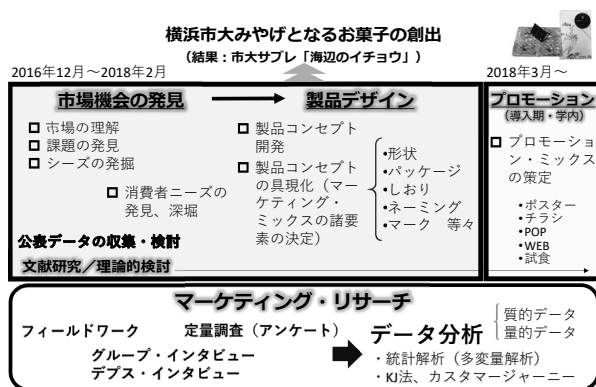 横浜市大みやげとなるお菓子の創出
（結果：市大サブレ「海辺のイチョウ」）
2016年12月～2018年2月
2018年3月～
市場機会の発見
製品デザイン
プロモーション
（導入期・学内）
市場の理解
課題の発見
シーズの発掘
消費者ニーズの
発見、深堀
公表データの収集・検討
製品コンセプト
開発
製品コンセプト
の具現化（マー
ケティング・
ミックスの諸要
素の決定）
•形状
•パッケージ
•しおり
•ネーミング
•マーク 等々
プロモーショ
ン・ミックス
の策定
•ポスター
•チラシ
•POP
•WEB
•試食
文献研究／理論的検討
マーケティング・リサーチ
フィールドワーク
定量調査（アンケート）
グループ・インタビュー
デプス・インタビュー
データ分析
質的データ
量的データ
・統計解析（多変量解析）
・KJ法、カスタマージャーニー